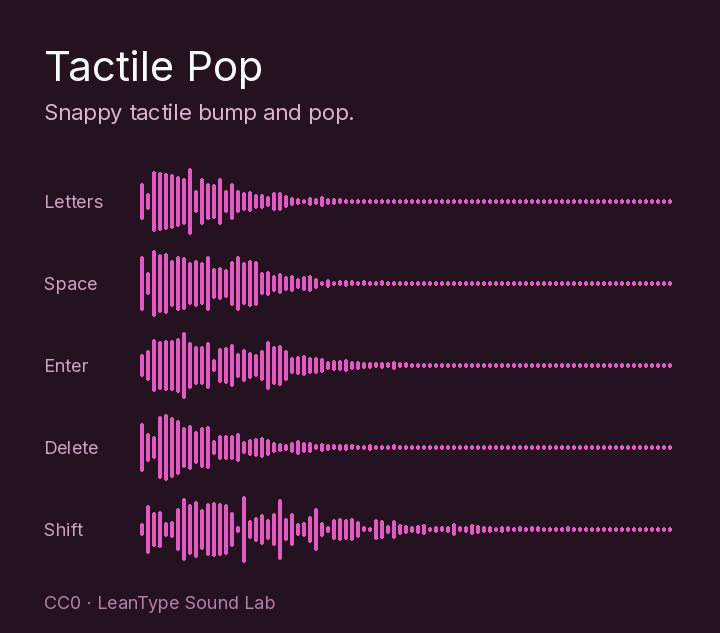 Tactile Pop
Snappy tactile bump and pop.
Letters
Space
Enter
Delete
Shift
CC0 · LeanType Sound Lab